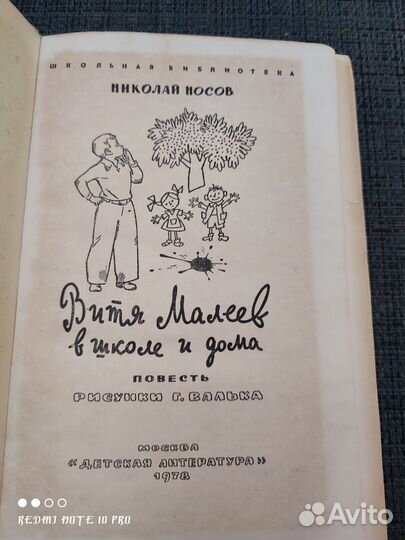 ШКОЛЬНАЯ БИБЛИОТЕКА
НИКОЛАЙ НОСОВ
Витя Малеев
в школе и дома
ПОВЕСТЬ
РИСУНКИ Г. ВАЛЬКА
МОСКВА
«ДЕТСКАЯ ЛИТЕРАТУРА»
1978
REDMI NOTE 10 PRO
Avito